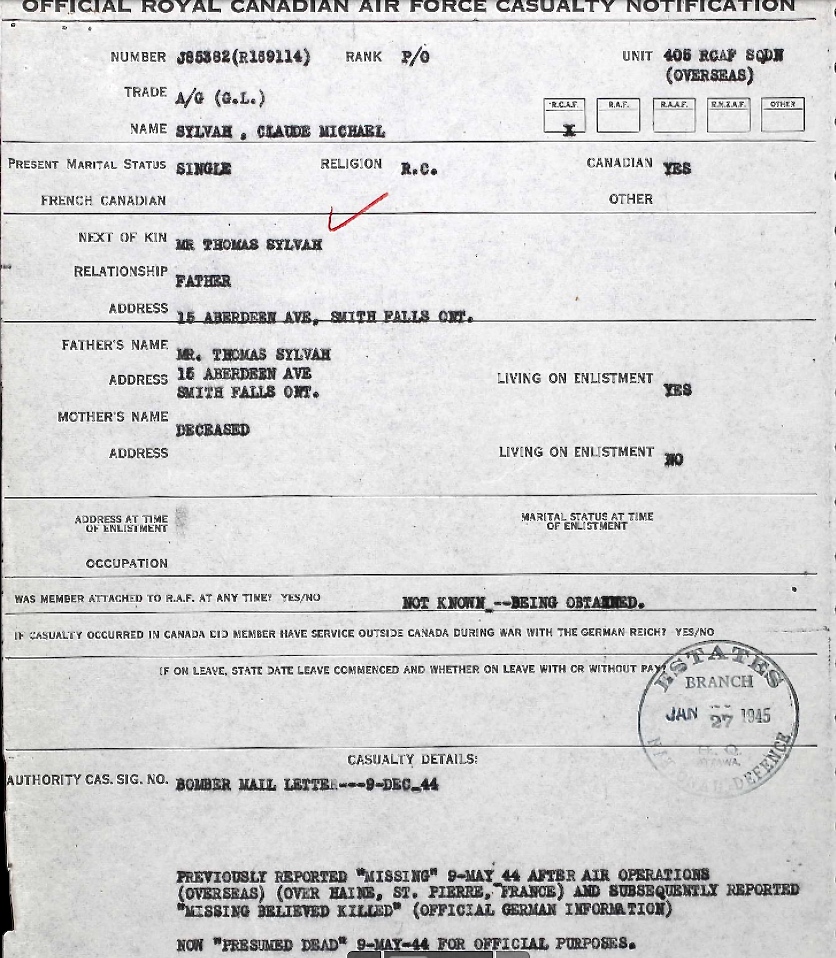 OFFICIAL ROYAL CANADIAN AIR FORCE CASUALTY NOTIFICATION
NUMBER J85382(R159114) RANK P/O UNIT 405 RCAF SQDN
(OVERSEAS)
TRADE A/G (G.L.)
R.C.A.F. R.A.F. R.A.A.F. R.N.Z.A.F. OTHER
X
NAME SYLVAH , CLAUDE MICHAEL
PRESENT MARITAL STATUS SINGLE RELIGION R.C. CANADIAN YES
FRENCH CANADIAN OTHER
NEXT OF KIN MR THOMAS SYLVAH
RELATIONSHIP FATHER
ADDRESS 15 ABERDEEN AVE, SMITH FALLS ONT.
FATHER'S NAME MR. THOMAS SYLVAH
ADDRESS 15 ABERDEEN AVE LIVING ON ENLISTMENT YES
SMITH FALLS ONT.
MOTHER'S NAME DECEASED
ADDRESS LIVING ON ENLISTMENT NO
ADDRESS AT TIME OF ENLISTMENT MARITAL STATUS AT TIME OF ENLISTMENT
OCCUPATION
WAS MEMBER ATTACHED TO R.A.F. AT ANY TIME? YES/NO NOT KNOWN --BEING OBTAINED.
IF CASUALTY OCCURRED IN CANADA DID MEMBER HAVE SERVICE OUTSIDE CANADA DURING WAR WITH THE GERMAN REICH? YES/NO
IF ON LEAVE, STATE DATE LEAVE COMMENCED AND WHETHER ON LEAVE WITH OR WITHOUT PAY?
ESTATES
BRANCH
JAN 27 1945
H.Q.
OTTAWA.
DEFENCE
CASUALTY DETAILS:
AUTHORITY CAS. SIG. NO. BOMBER MAIL LETTER---9-DEC-44
PREVIOUSLY REPORTED "MISSING" 9-MAY 44 AFTER AIR OPERATIONS
(OVERSEAS) (OVER HAINE, ST. PIERRE, FRANCE) AND SUBSEQUENTLY REPORTED
"MISSING BELIEVED KILLED" (OFFICIAL GERMAN INFORMATION)
NOW "PRESUMED DEAD" 9-MAY-44 FOR OFFICIAL PURPOSES.